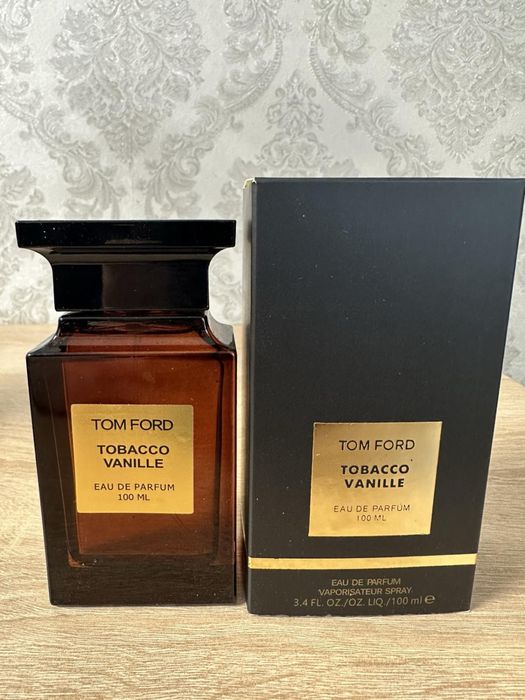 TOM FORD
TOBACCO
VANILLE
EAU DE PARFUM
100 ML
TOM FORD
TOBACCO
VANILLE
EAU DE PARFUM
100 ML
EAU DE PARFUM
VAPORISATEUR SPRAY
3.4 FL. OZ./OZ. LIQ./100 ml ℮